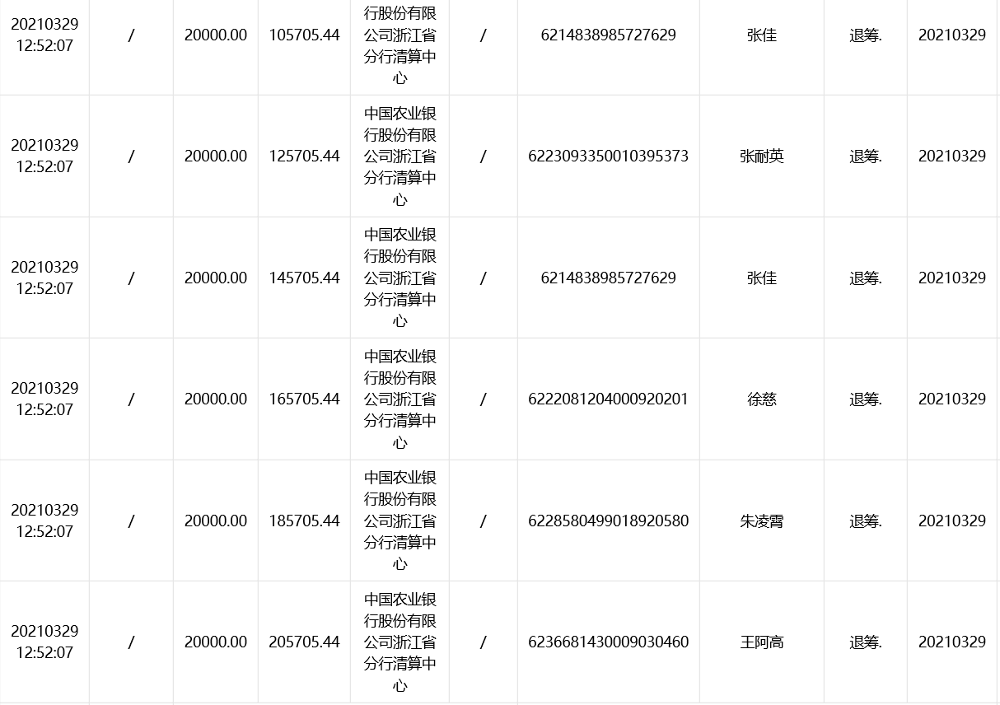 行股份有限
20210329
12:52:07
/
20000.00
105705.44
公司浙江省
分行清算中
心
/
6214838985727629
张佳
退筹.
20210329
20210329
12:52:07
/
20000.00
125705.44
中国农业银
行股份有限
公司浙江省
分行清算中
心
/
6223093350010395373
张耐英
退筹.
20210329
20210329
12:52:07
/
20000.00
145705.44
中国农业银
行股份有限
公司浙江省
分行清算中
心
/
6214838985727629
张佳
退筹.
20210329
20210329
12:52:07
/
20000.00
165705.44
中国农业银
行股份有限
公司浙江省
分行清算中
心
/
6222081204000920201
徐慈
退筹.
20210329
20210329
12:52:07
/
20000.00
185705.44
中国农业银
行股份有限
公司浙江省
分行清算中
心
/
6228580499018920580
朱凌霄
退筹.
20210329
20210329
12:52:07
/
20000.00
205705.44
中国农业银
行股份有限
公司浙江省
分行清算中
心
/
6236681430009030460
王阿高
退筹.
20210329